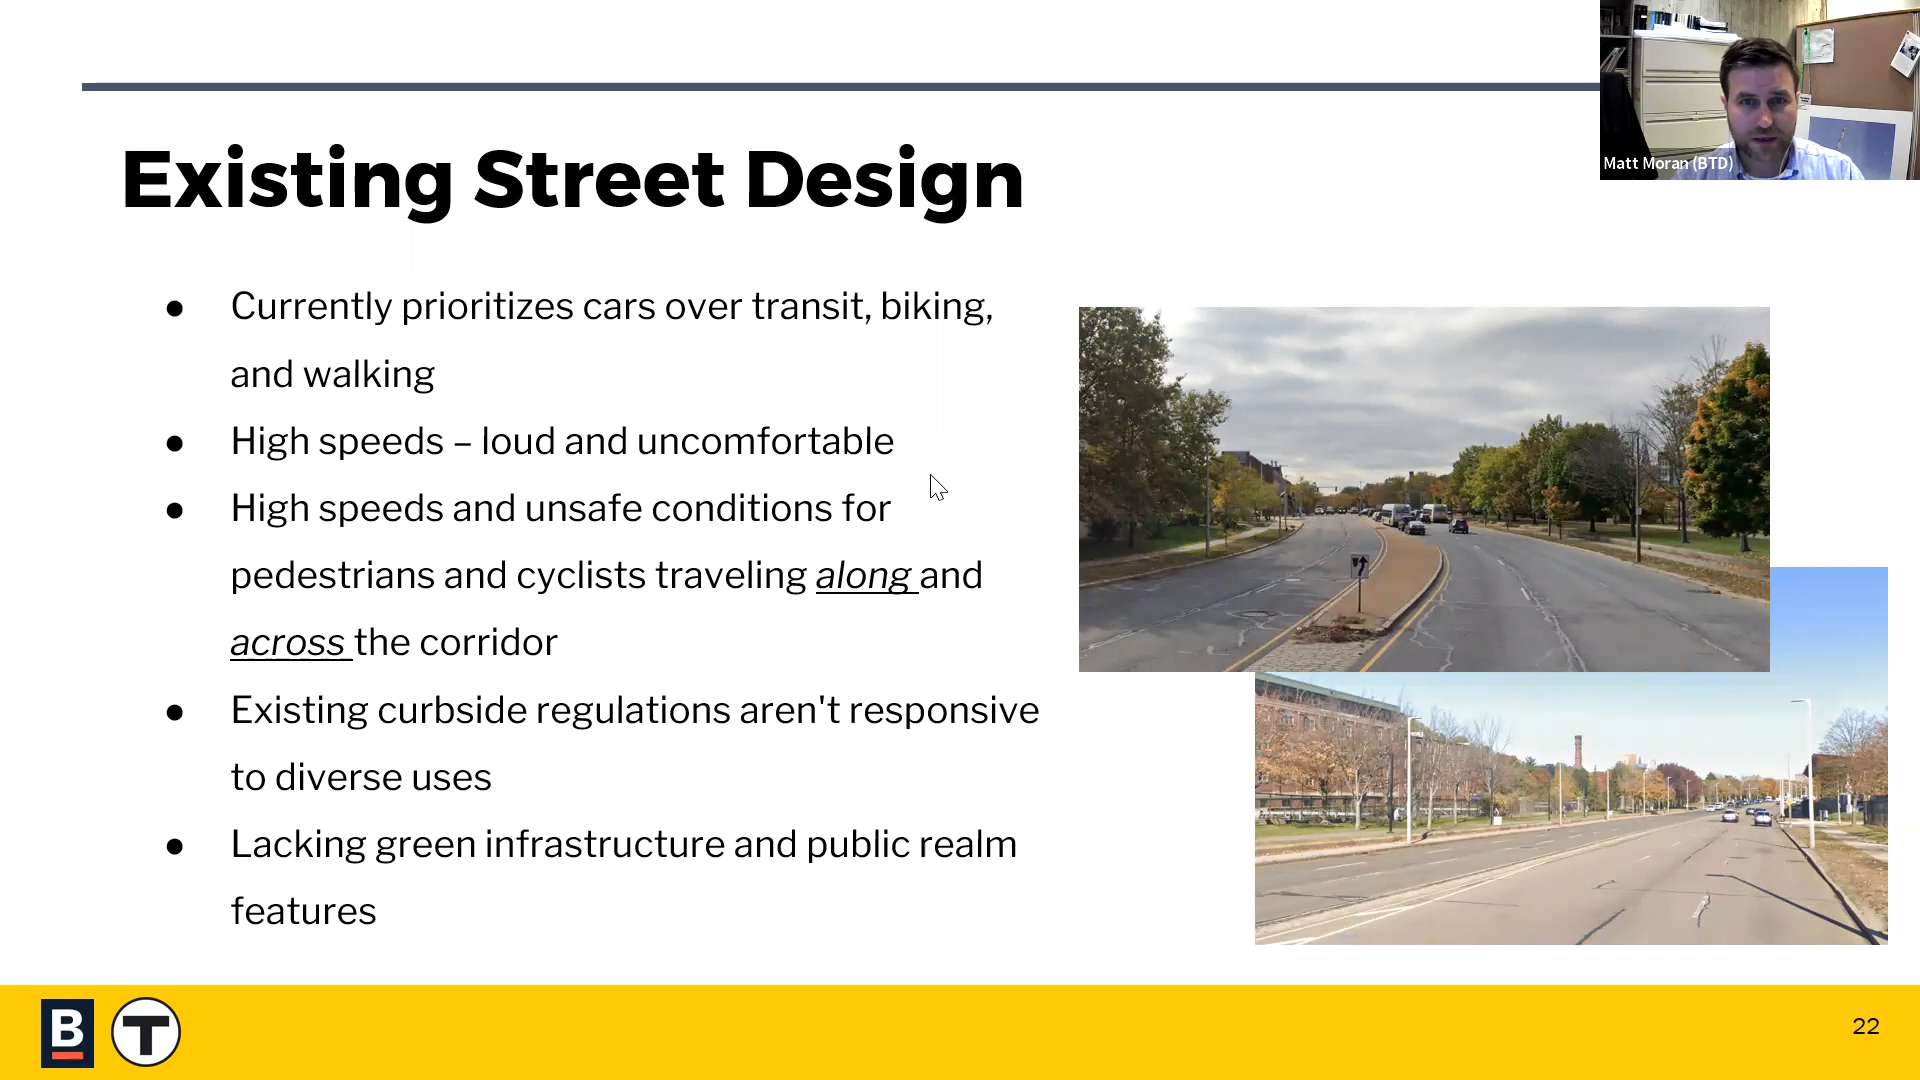 Matt Moran (BTD)
Existing Street Design
● Currently prioritizes cars over transit, biking,
and walking
● High speeds – loud and uncomfortable
● High speeds and unsafe conditions for
pedestrians and cyclists traveling along and
across the corridor
● Existing curbside regulations aren't responsive
to diverse uses
● Lacking green infrastructure and public realm
features
B
T
22